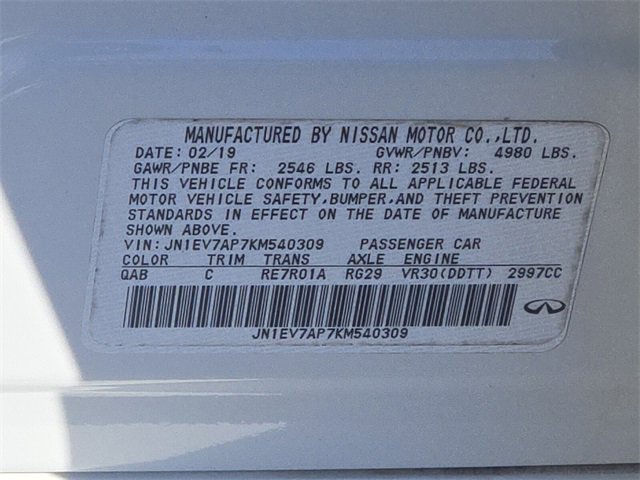 MANUFACTURED BY NISSAN MOTOR CO.,LTD.
DATE: 02/19 GVWR/PNBV: 4980 LBS.
GAWR/PNBE FR: 2546 LBS. RR: 2513 LBS.
THIS VEHICLE CONFORMS TO ALL APPLICABLE FEDERAL
MOTOR VEHICLE SAFETY,BUMPER,AND THEFT PREVENTION
STANDARDS IN EFFECT ON THE DATE OF MANUFACTURE
SHOWN ABOVE.
VIN: JN1EV7AP7KM540309 PASSENGER CAR
COLOR TRIM TRANS AXLE ENGINE
QAB C RE7R01A RG29 VR30(DDTT) 2997CC
JN1EV7AP7KM540309